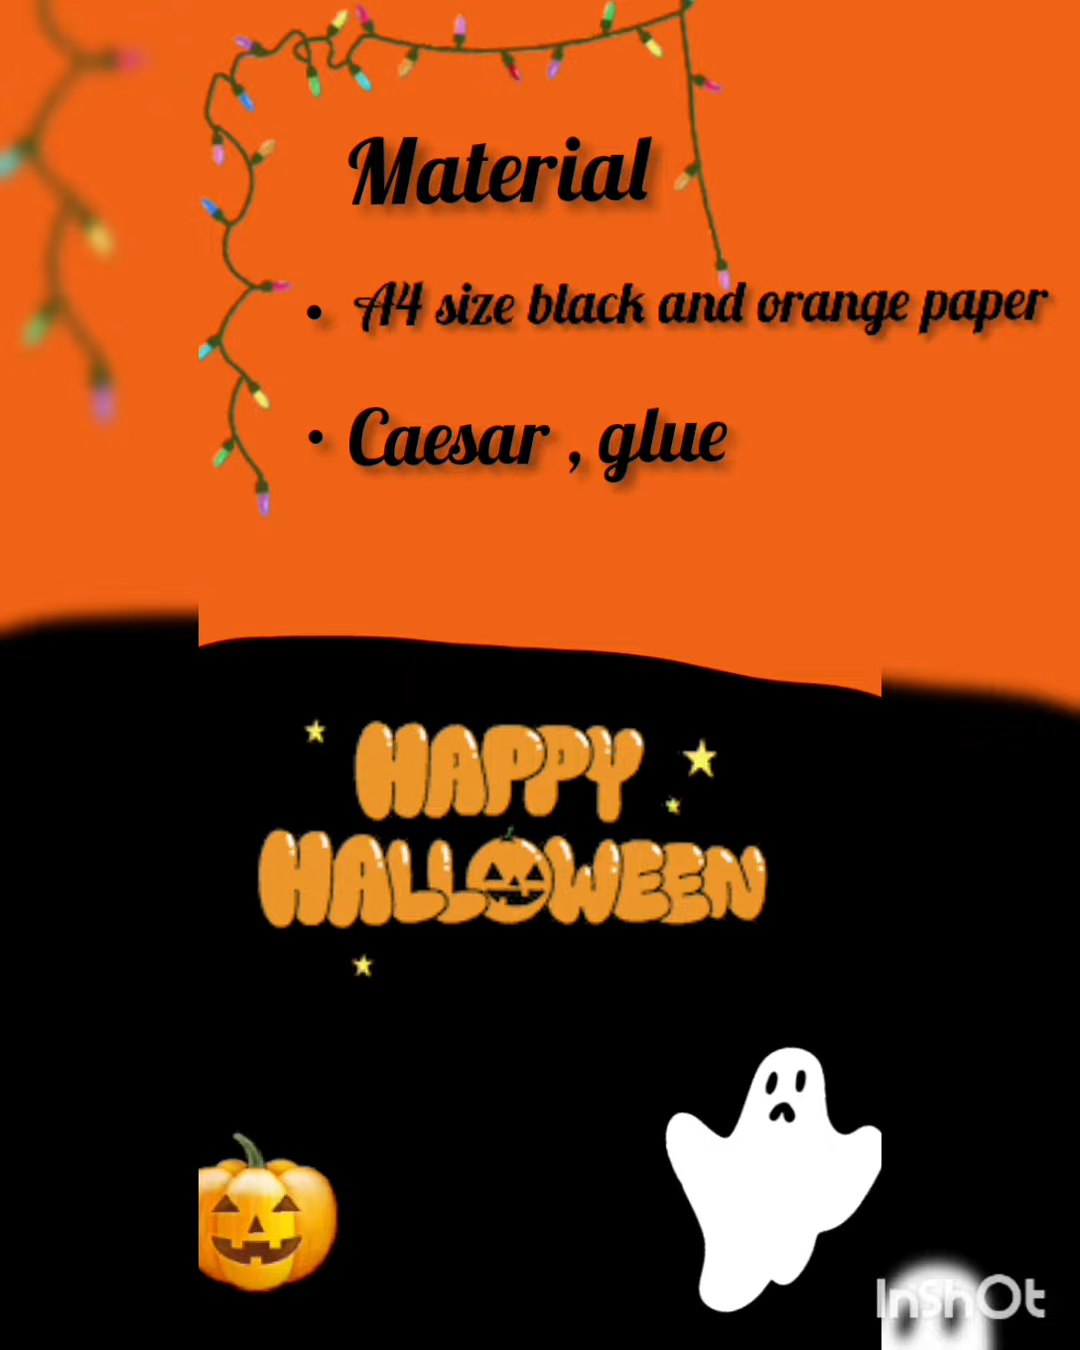 Material
• A4 size black and orange paper
• Caesar , glue
HAPPY
HALLOWEEN
InShOt